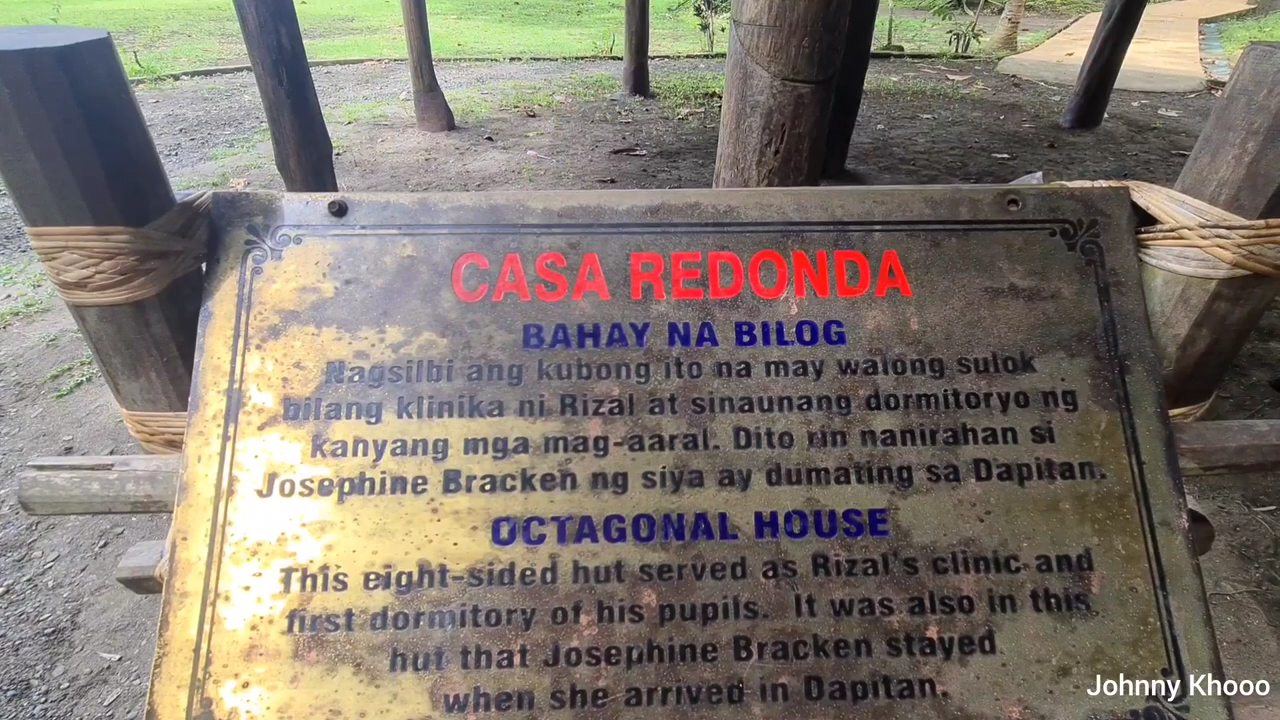 CASA REDONDA
BAHAY NA BILOG
Nagsilbi ang kubong ito na may walong sulok
bilang klinika ni Rizal at sinaunang dormitoryo ng
kanyang mga mag-aaral. Dito rin nanirahan si
Josephine Bracken ng siya ay dumating sa Dapitan.
OCTAGONAL HOUSE
This eight-sided hut served as Rizal's clinic and
first dormitory of his pupils. It was also in this
hut that Josephine Bracken stayed
when she arrived in Dapitan.
Johnny Khooo